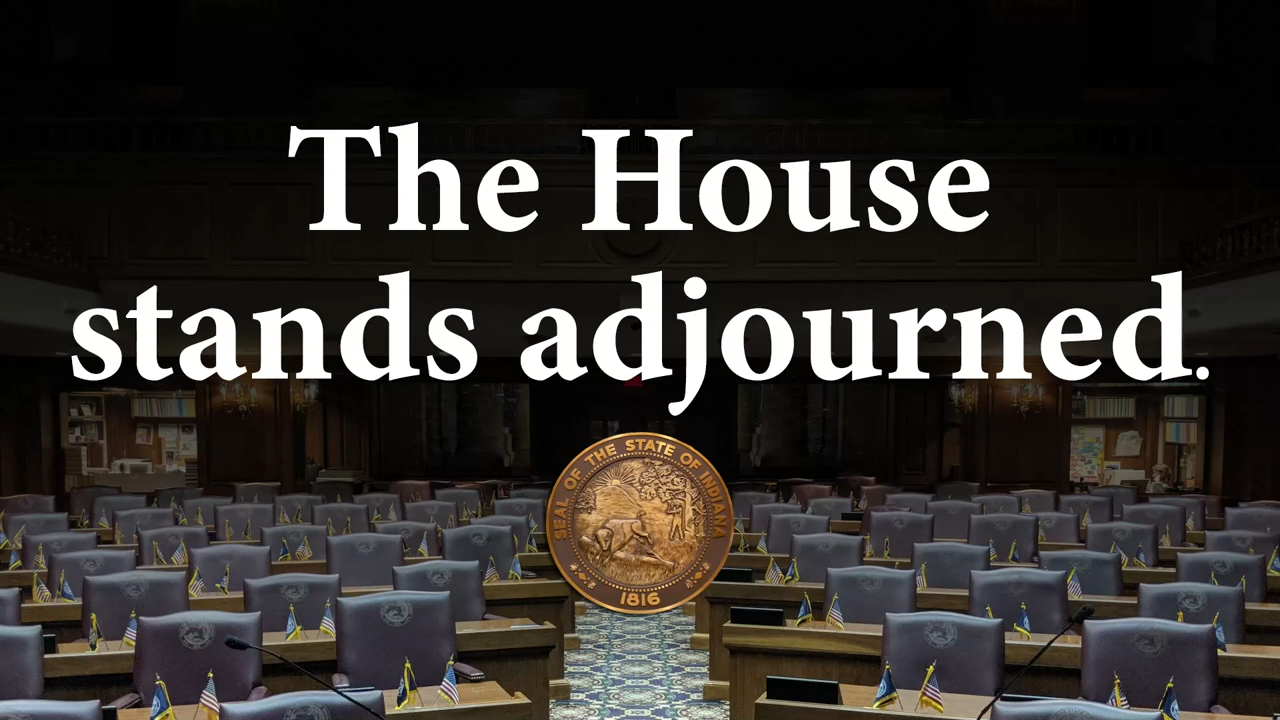 The House
stands adjourned.
SEAL OF THE STATE OF INDIANA
1816